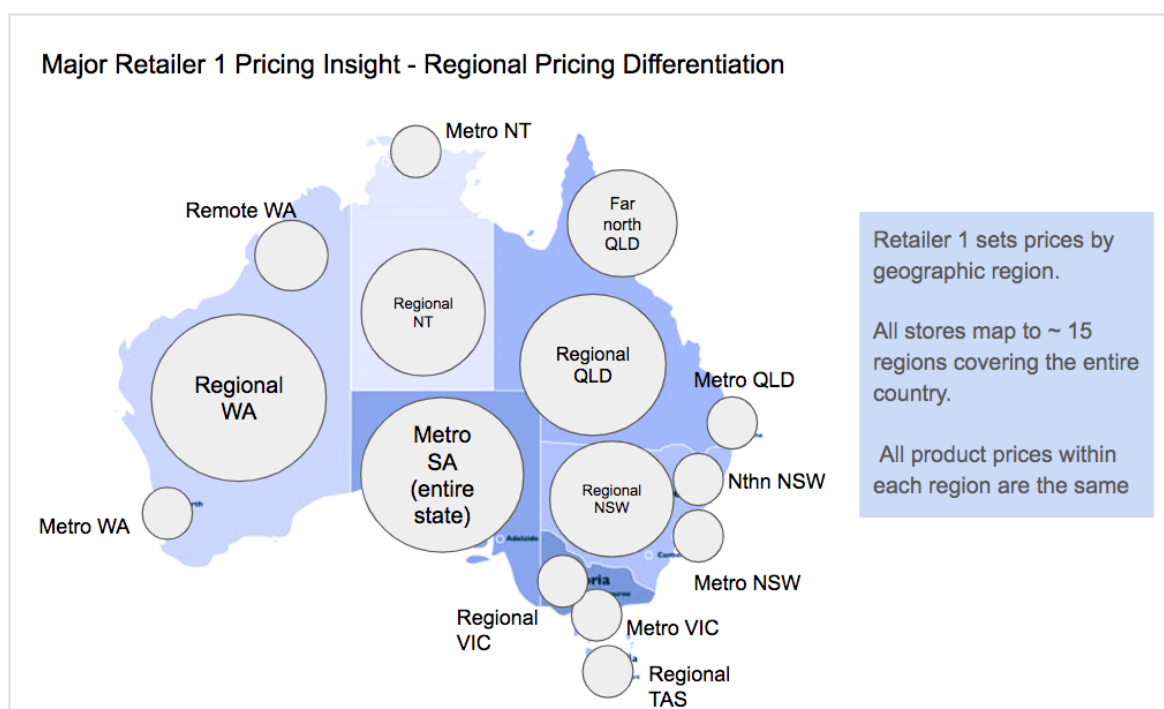 Major Retailer 1 Pricing Insight - Regional Pricing Differentiation
Metro NT
Remote WA
Far
north
QLD
Regional
NT
Regional
QLD
Regional
WA
Metro QLD
Metro
SA
(entire
state)
Regional
NSW
Nthn NSW
Metro WA
Adelaide
Metro NSW
Regional
VIC
Metro VIC
Regional
TAS
Retailer 1 sets prices by
geographic region.
All stores map to ~ 15
regions covering the entire
country.
All product prices within
each region are the same